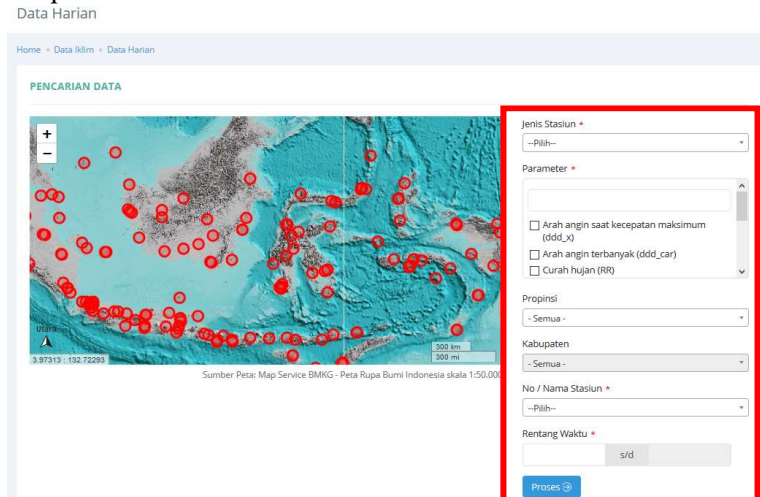 Data Harian
Home » Data Iklim » Data Harian
PENCARIAN DATA
+
−
Utara
3.97313 : 132.72293
300 km
300 mi
Sumber Peta: Map Service BMKG - Peta Rupa Bumi Indonesia skala 1:50.000
Jenis Stasiun *
--Pilih--
Parameter *
Arah angin saat kecepatan maksimum
(ddd_x)
Arah angin terbanyak (ddd_car)
Curah hujan (RR)
Propinsi
- Semua -
Kabupaten
- Semua -
No / Nama Stasiun *
--Pilih--
Rentang Waktu *
s/d
Proses